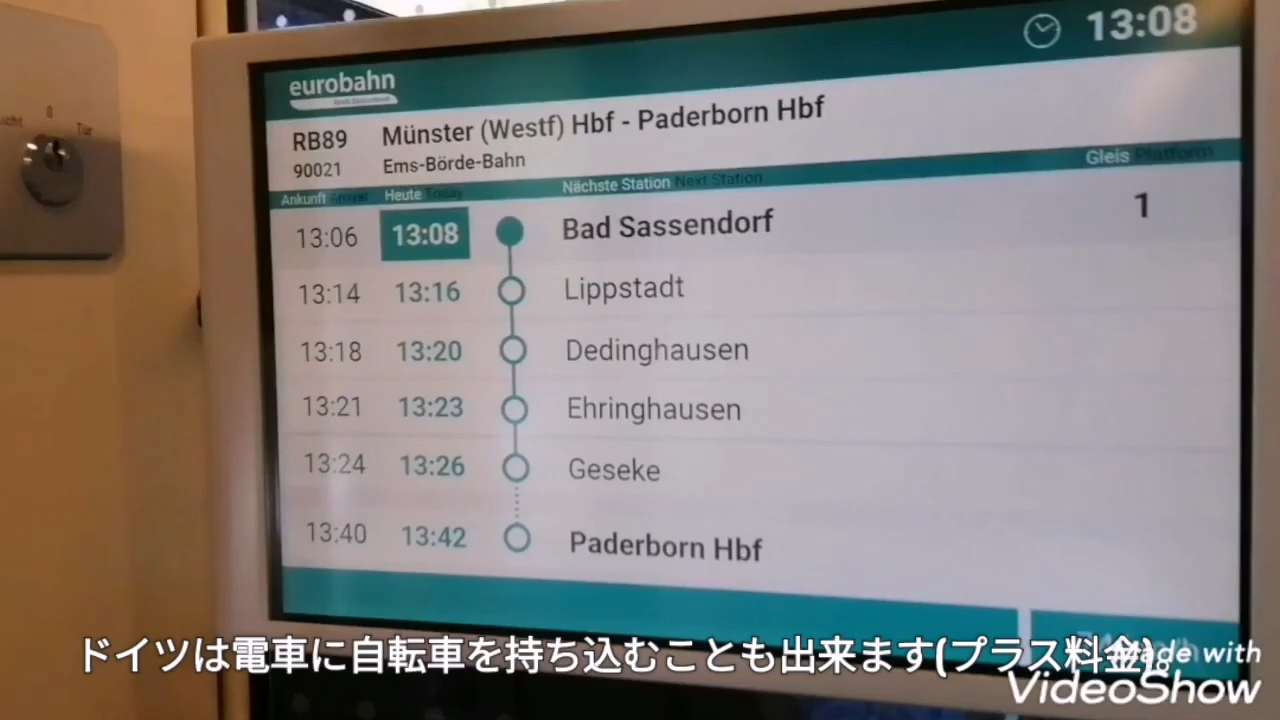 13:08
eurobahn
RB89 Münster (Westf) Hbf - Paderborn Hbf
90021 Ems-Börde-Bahn
Ankunft Arrival Heute Today Nächste Station Next Station Gleis Platform
13:06 13:08 Bad Sassendorf 1
13:14 13:16 Lippstadt
13:18 13:20 Dedinghausen
13:21 13:23 Ehringhausen
13:24 13:26 Geseke
13:40 13:42 Paderborn Hbf
0
Tür
ドイツは電車に自転車を持ち込むことも出来ます(プラス料金)。
Made with
VideoShow